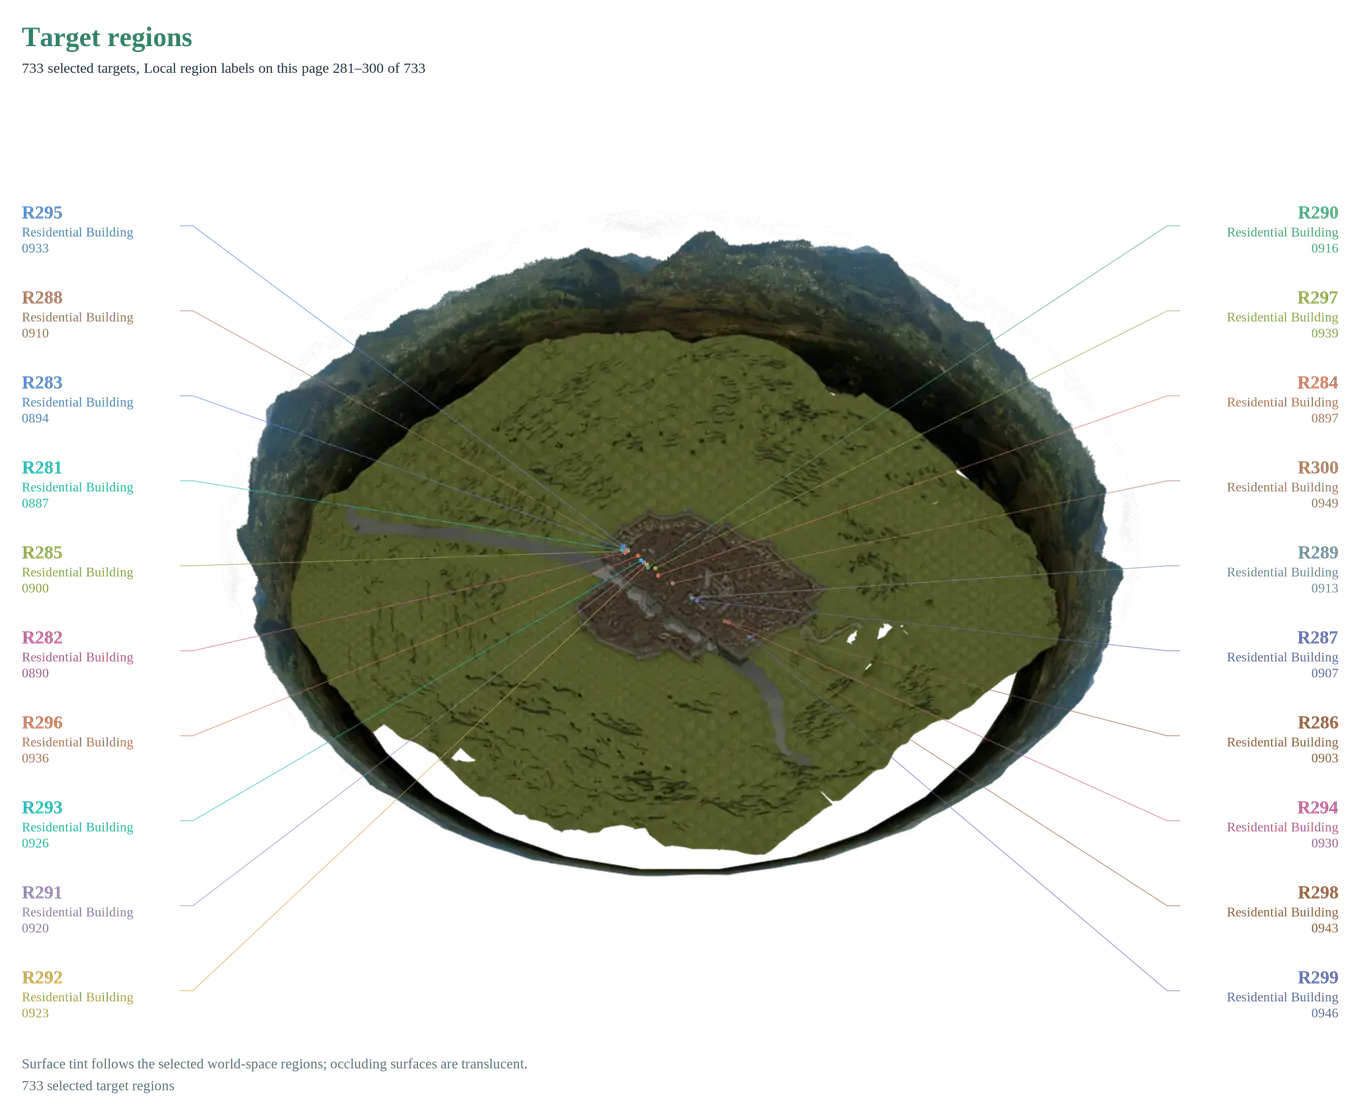 Target regions
733 selected targets, Local region labels on this page 281–300 of 733
R295
Residential Building
0933
R288
Residential Building
0910
R283
Residential Building
0894
R281
Residential Building
0887
R285
Residential Building
0900
R282
Residential Building
0890
R296
Residential Building
0936
R293
Residential Building
0926
R291
Residential Building
0920
R292
Residential Building
0923
R290
Residential Building
0916
R297
Residential Building
0939
R284
Residential Building
0897
R300
Residential Building
0949
R289
Residential Building
0913
R287
Residential Building
0907
R286
Residential Building
0903
R294
Residential Building
0930
R298
Residential Building
0943
R299
Residential Building
0946
Surface tint follows the selected world-space regions; occluding surfaces are translucent.
733 selected target regions